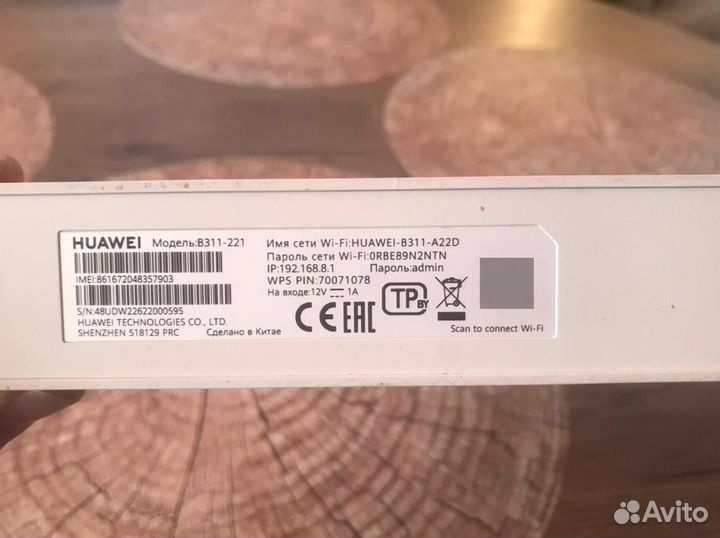 HUAWEI Модель:B311-221
IMEI:861672048357903
S/N:48UDW22622000595
HUAWEI TECHNOLOGIES CO., LTD.
SHENZHEN 518129 PRC Сделано в Китае
Имя сети Wi-Fi:HUAWEI-B311-A22D
Пароль сети Wi-Fi:0RBE89N2NTN
IP:192.168.8.1 Пароль:admin
WPS PIN:70071078
На входе:12V ⎓ 1A
CE EAC TP BY
Scan to connect Wi-Fi
Avito